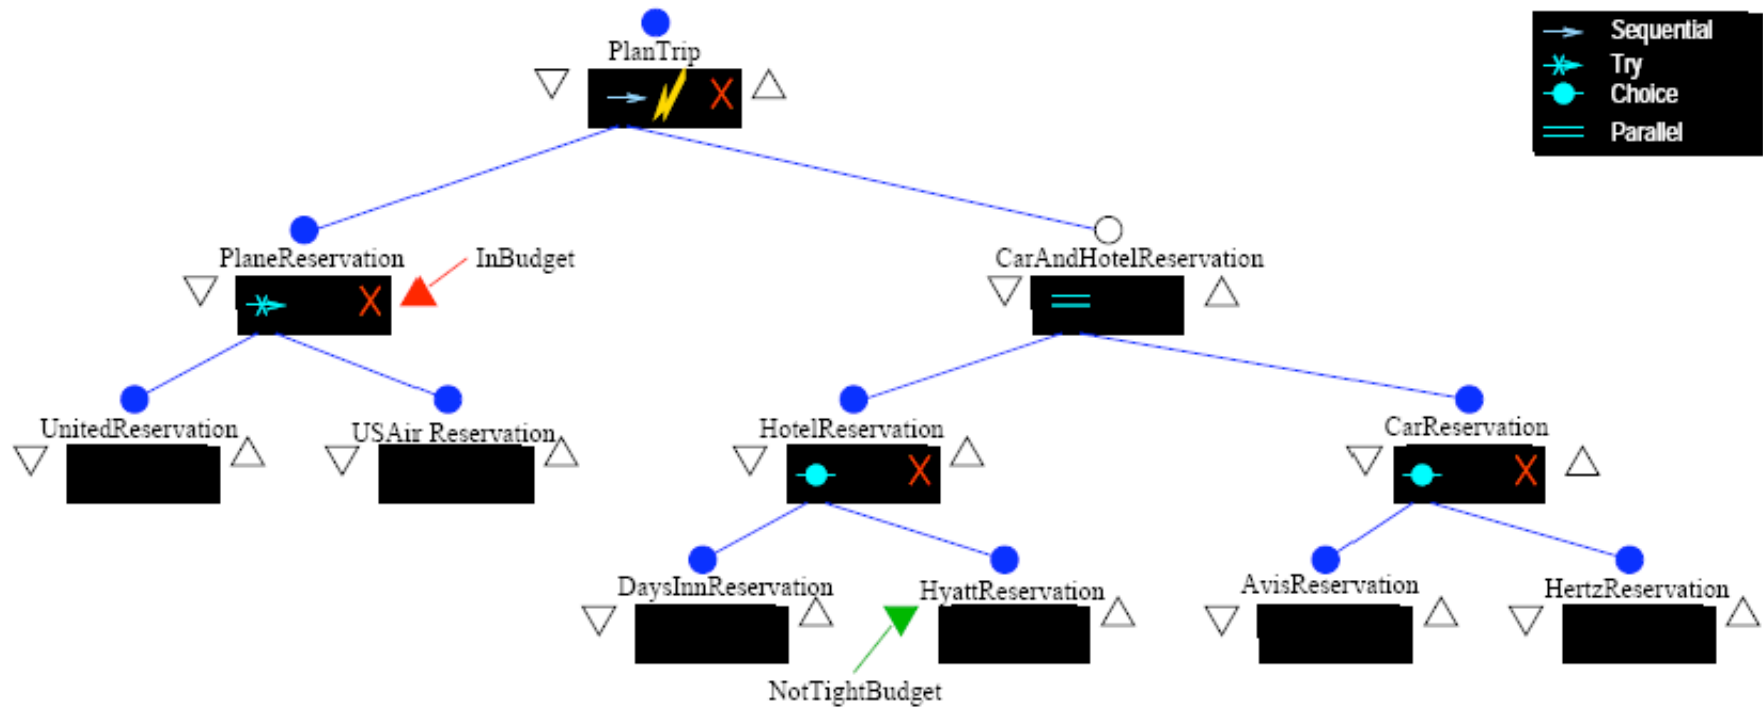 PlanTrip
Sequential
Try
Choice
Parallel
PlaneReservation
InBudget
CarAndHotelReservation
UnitedReservation
USAir Reservation
HotelReservation
CarReservation
DaysInnReservation
HyattReservation
AvisReservation
HertzReservation
NotTightBudget